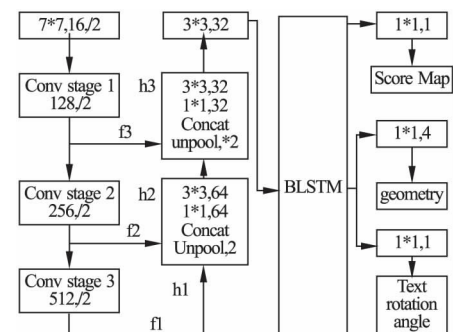 7*7,16,/2
Conv stage 1
128,/2
f3
Conv stage 2
256,/2
f2
Conv stage 3
512,/2
f1
3*3,32
h3
3*3,32
1*1,32
Concat
unpool,*2
h2
3*3,64
1*1,64
Concat
Unpool,2
h1
BLSTM
1*1,1
Score Map
1*1,4
geometry
1*1,1
Text
rotation
angle